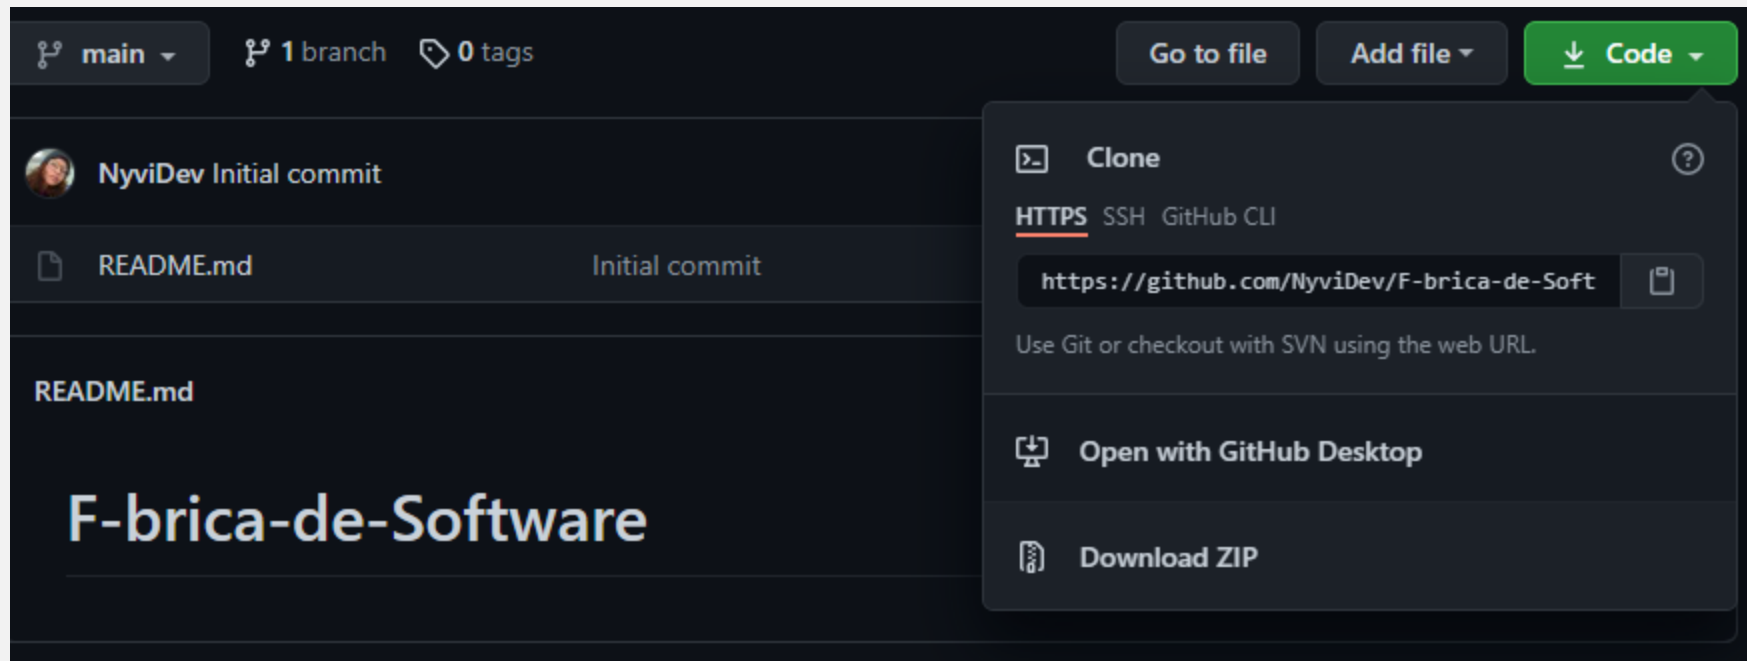 main 1 branch 0 tags Go to file Add file Code
NyviDev Initial commit
README.md Initial commit
README.md
F-brica-de-Software
Clone
HTTPS SSH GitHub CLI
https://github.com/NyviDev/F-brica-de-Soft
Use Git or checkout with SVN using the web URL.
Open with GitHub Desktop
Download ZIP